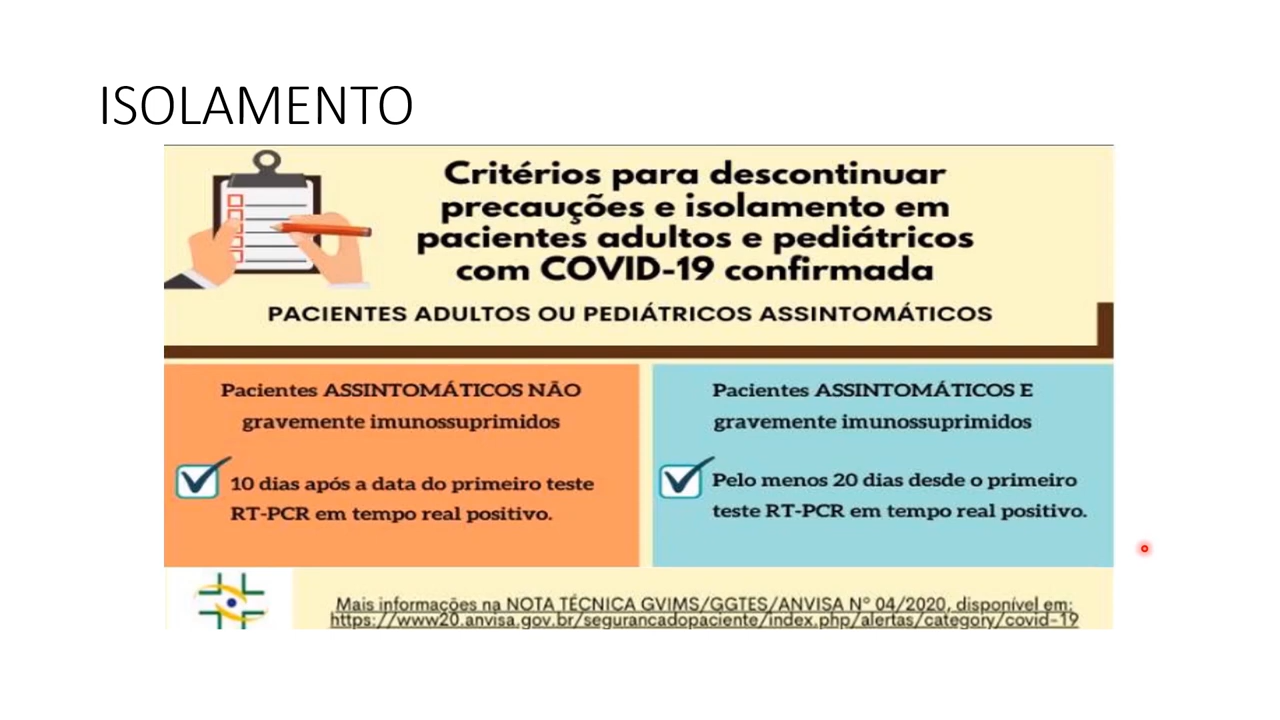 ISOLAMENTO
Critérios para descontinuar
precauções e isolamento em
pacientes adultos e pediátricos
com COVID-19 confirmada
PACIENTES ADULTOS OU PEDIÁTRICOS ASSINTOMÁTICOS
Pacientes ASSINTOMÁTICOS NÃO
gravemente imunossuprimidos
10 dias após a data do primeiro teste
RT-PCR em tempo real positivo.
Pacientes ASSINTOMÁTICOS E
gravemente imunossuprimidos
Pelo menos 20 dias desde o primeiro
teste RT-PCR em tempo real positivo.
Mais informações na NOTA TÉCNICA GVIMS/GGTES/ANVISA Nº 04/2020, disponível em:
https://www20.anvisa.gov.br/segurancadopaciente/index.php/alertas/category/covid-19